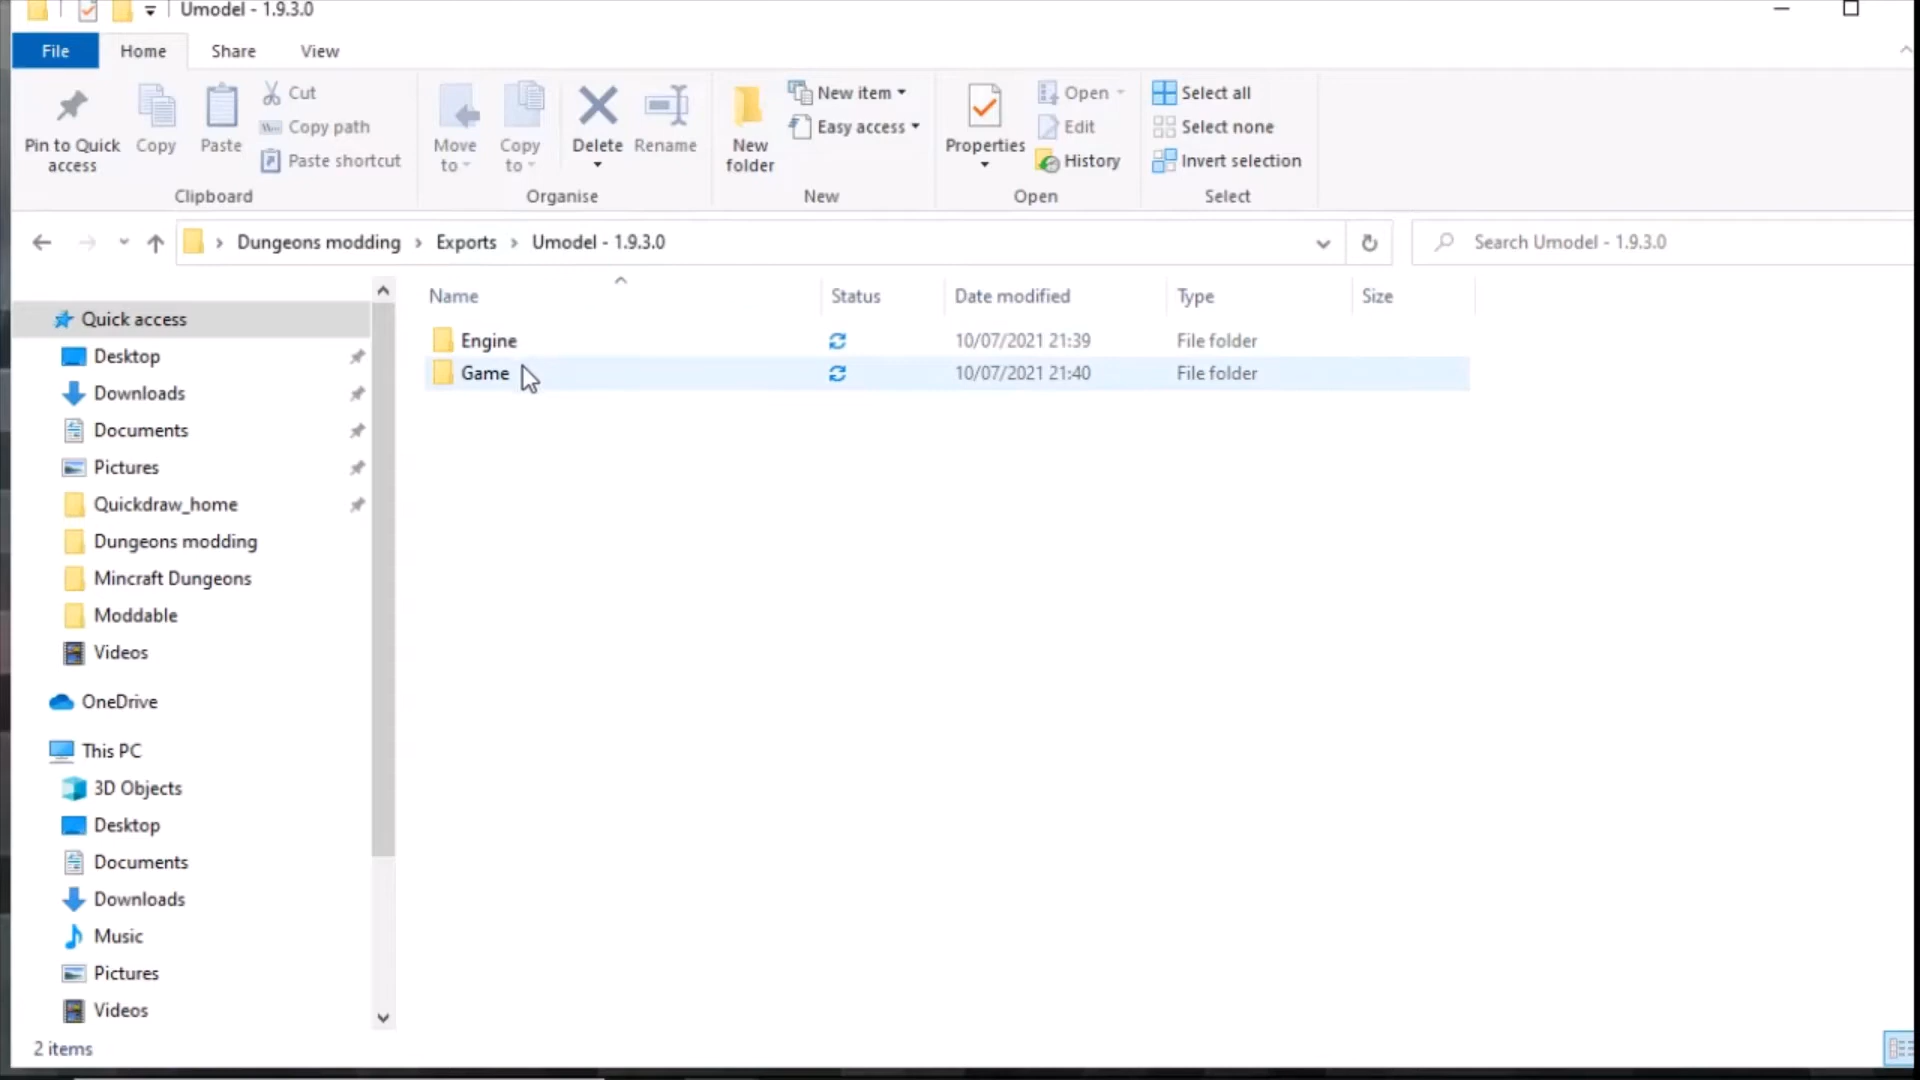 Umodel - 1.9.3.0
File Home Share View
Pin to Quick access
Copy
Paste
Cut
Copy path
Paste shortcut
Clipboard
Move to
Copy to
Delete
Rename
Organise
New folder
New item
Easy access
New
Properties
Open
Edit
History
Open
Select all
Select none
Invert selection
Select
Dungeons modding Exports Umodel - 1.9.3.0
Search Umodel - 1.9.3.0
Name Status Date modified Type Size
Engine 10/07/2021 21:39 File folder
Game 10/07/2021 21:40 File folder
Quick access
Desktop
Downloads
Documents
Pictures
Quickdraw_home
Dungeons modding
Mincraft Dungeons
Moddable
Videos
OneDrive
This PC
3D Objects
Desktop
Documents
Downloads
Music
Pictures
Videos
2 items